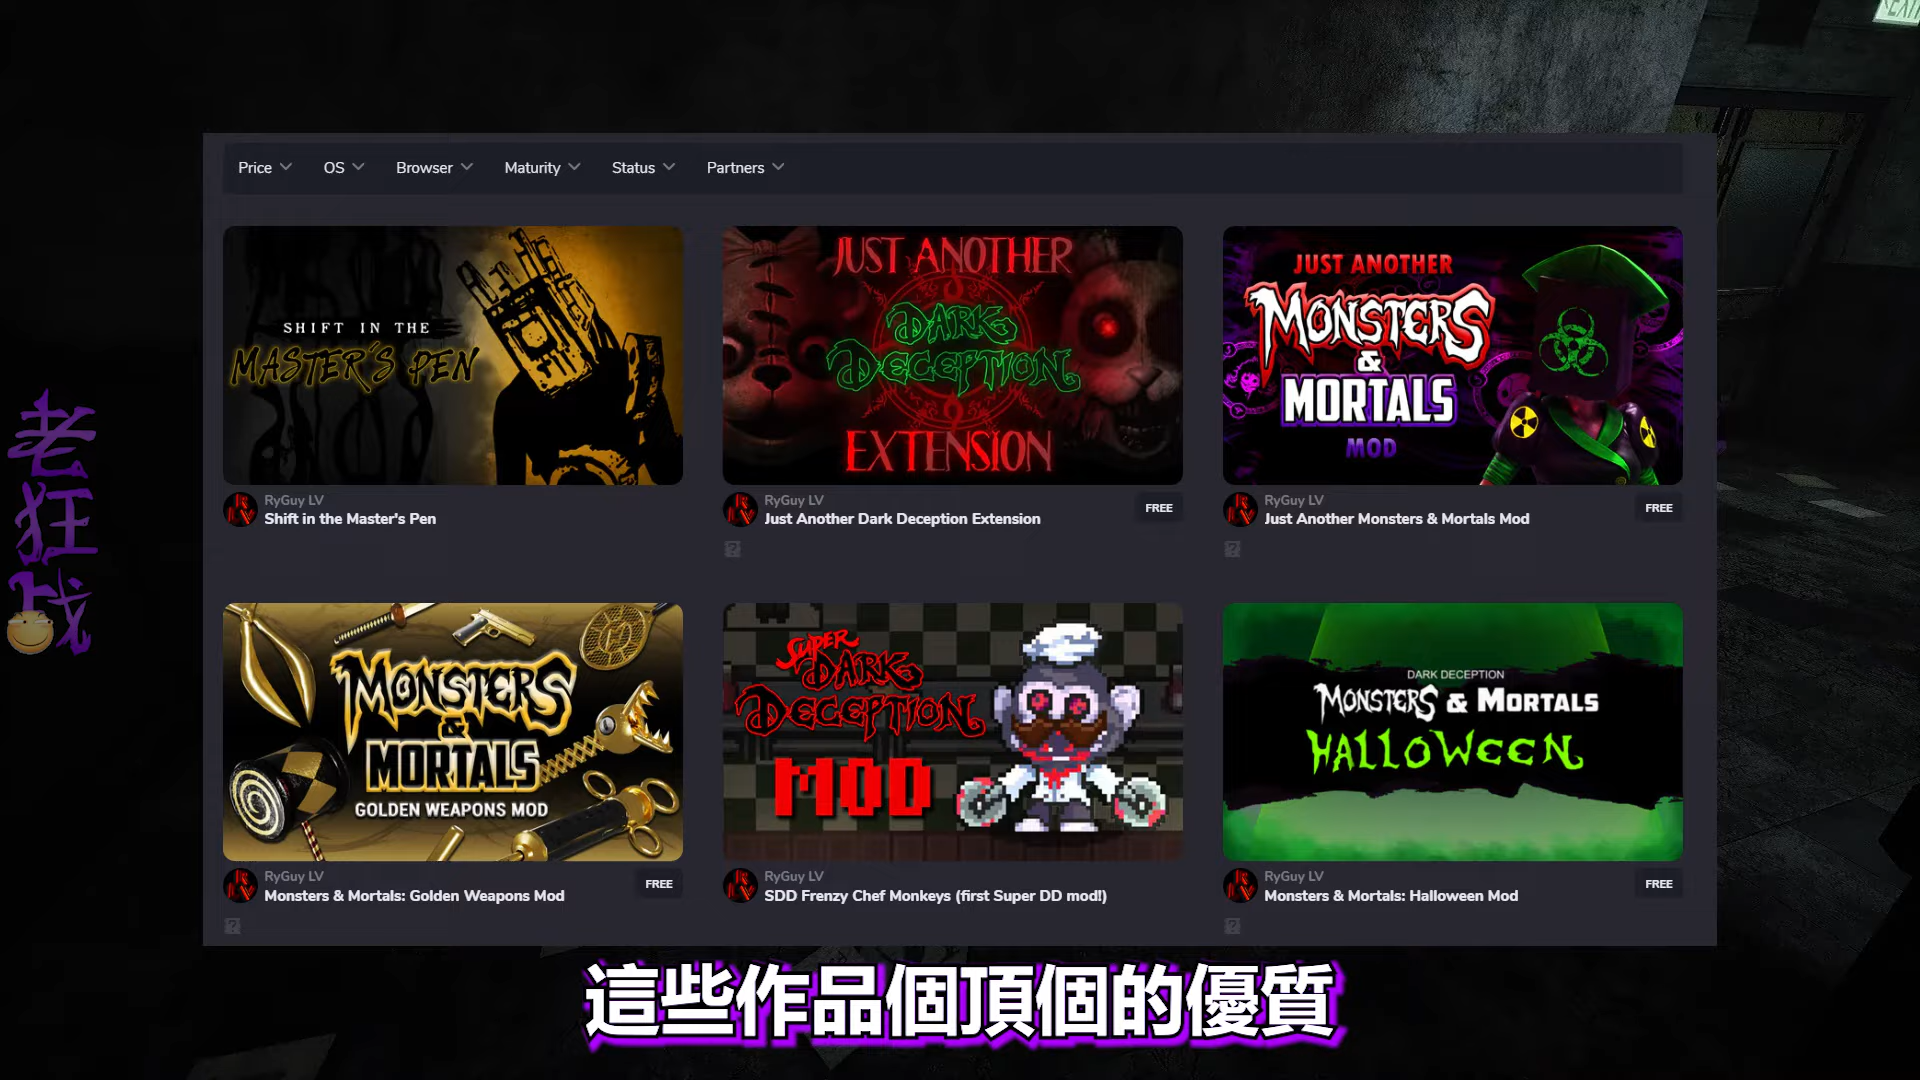 EXIT
Price
OS
Browser
Maturity
Status
Partners
SHIFT IN THE
MASTER'S PEN
JUST ANOTHER
DARK
DECEPTION
EXTENSION
JUST ANOTHER
MONSTERS
&
MORTALS
MOD
RyGuy LV
Shift in the Master's Pen
RyGuy LV
Just Another Dark Deception Extension
FREE
RyGuy LV
Just Another Monsters & Mortals Mod
FREE
老狂戰
MONSTERS
&
MORTALS
GOLDEN WEAPONS MOD
SUPER
DARK
DECEPTION
MOD
DARK DECEPTION
MONSTERS & MORTALS
HALLOWEEN
RyGuy LV
Monsters & Mortals: Golden Weapons Mod
FREE
RyGuy LV
SDD Frenzy Chef Monkeys (first Super DD mod!)
RyGuy LV
Monsters & Mortals: Halloween Mod
FREE
這些作品個頂個的優質